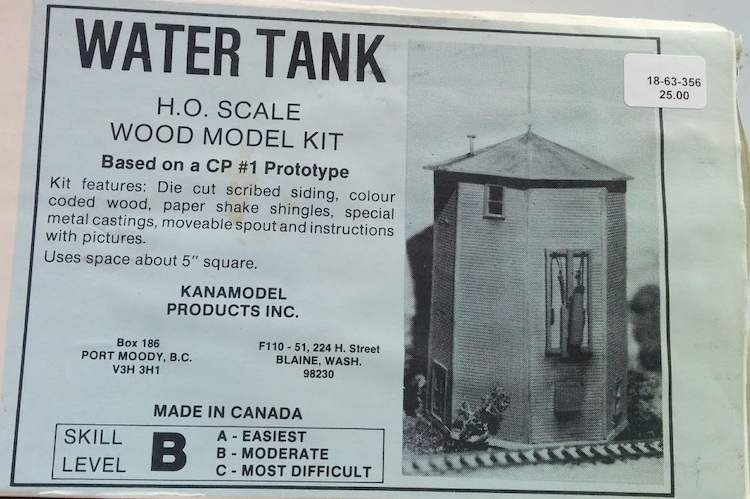 WATER TANK
H.O. SCALE
WOOD MODEL KIT
Based on a CP #1 Prototype
Kit features: Die cut scribed siding, colour
coded wood, paper shake shingles, special
metal castings, moveable spout and instructions
with pictures.
Uses space about 5" square.
KANAMODEL
PRODUCTS INC.
Box 186
PORT MOODY, B.C.
V3H 3H1
F110 - 51, 224 H. Street
BLAINE, WASH.
98230
MADE IN CANADA
SKILL
LEVEL
B
A - EASIEST
B - MODERATE
C - MOST DIFFICULT
18-63-356
25.00